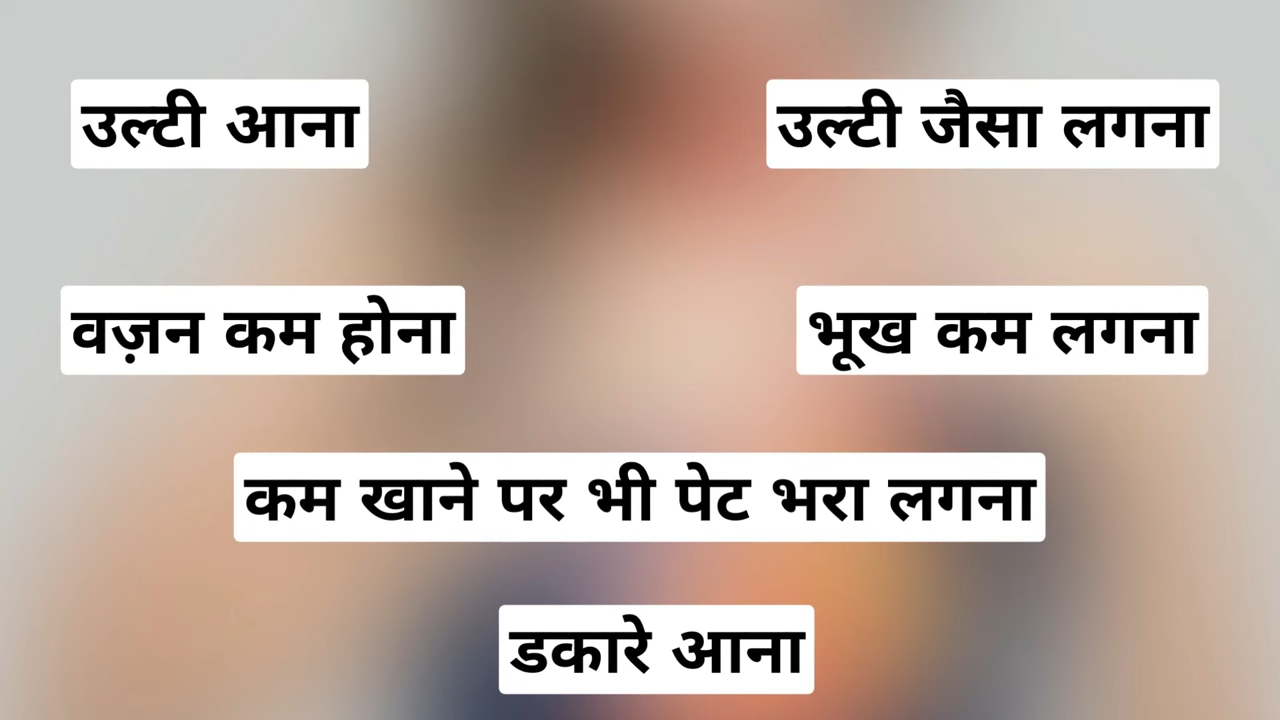 उल्टी आना
उल्टी जैसा लगना
वज़न कम होना
भूख कम लगना
कम खाने पर भी पेट भरा लगना
डकारे आना